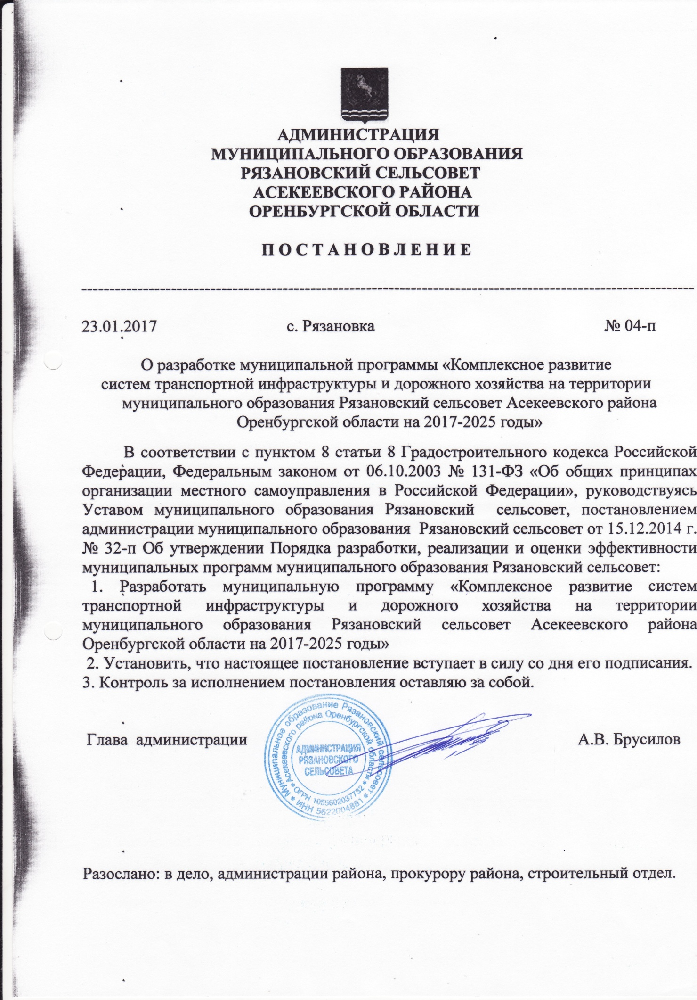 АДМИНИСТРАЦИЯ
МУНИЦИПАЛЬНОГО ОБРАЗОВАНИЯ
РЯЗАНОВСКИЙ СЕЛЬСОВЕТ
АСЕКЕЕВСКОГО РАЙОНА
ОРЕНБУРГСКОЙ ОБЛАСТИ
П О С Т А Н О В Л Е Н И Е
23.01.2017 с. Рязановка № 04-п
О разработке муниципальной программы «Комплексное развитие
систем транспортной инфраструктуры и дорожного хозяйства на территории
муниципального образования Рязановский сельсовет Асекеевского района
Оренбургской области на 2017-2025 годы»
В соответствии с пунктом 8 статьи 8 Градостроительного кодекса Российской
Федерации, Федеральным законом от 06.10.2003 № 131-ФЗ «Об общих принципах
организации местного самоуправления в Российской Федерации», руководствуясь
Уставом муниципального образования Рязановский сельсовет, постановлением
администрации муниципального образования Рязановский сельсовет от 15.12.2014 г.
№ 32-п Об утверждении Порядка разработки, реализации и оценки эффективности
муниципальных программ муниципального образования Рязановский сельсовет:
1. Разработать муниципальную программу «Комплексное развитие систем
транспортной инфраструктуры и дорожного хозяйства на территории
муниципального образования Рязановский сельсовет Асекеевского района
Оренбургской области на 2017-2025 годы»
2. Установить, что настоящее постановление вступает в силу со дня его подписания.
3. Контроль за исполнением постановления оставляю за собой.
Глава администрации А.В. Брусилов
Муниципальное образование Рязановский сельсовет
Асекеевского района Оренбургской области
АДМИНИСТРАЦИЯ
РЯЗАНОВСКОГО
СЕЛЬСОВЕТА
* ОГРН 1055602037732 *
* ИНН 5622004881 *
Разослано: в дело, администрации района, прокурору района, строительный отдел.